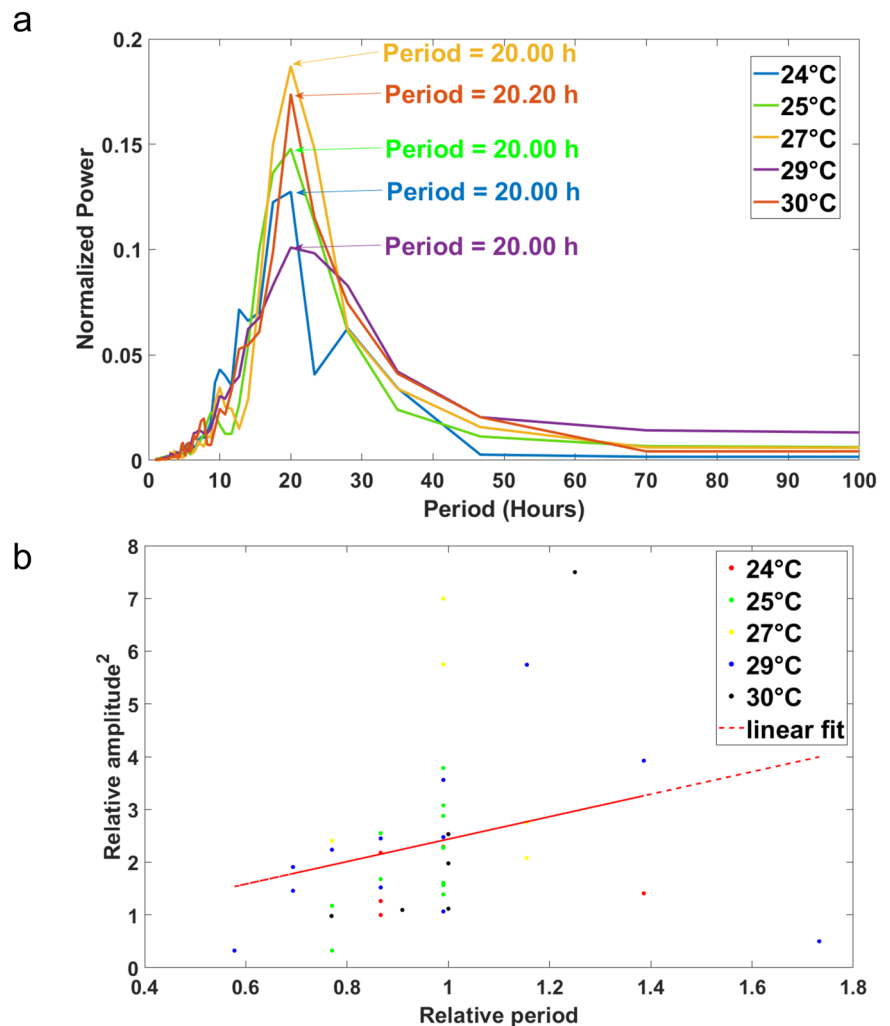 a
0.2
0.15
0.1
0.05
0
Normalized Power
Period = 20.00 h
Period = 20.20 h
Period = 20.00 h
Period = 20.00 h
Period = 20.00 h
24°C
25°C
27°C
29°C
30°C
0 10 20 30 40 50 60 70 80 90 100
Period (Hours)
b
8
7
6
5
4
3
2
1
0
Relative amplitude²
24°C
25°C
27°C
29°C
30°C
linear fit
0.4 0.6 0.8 1 1.2 1.4 1.6 1.8
Relative period